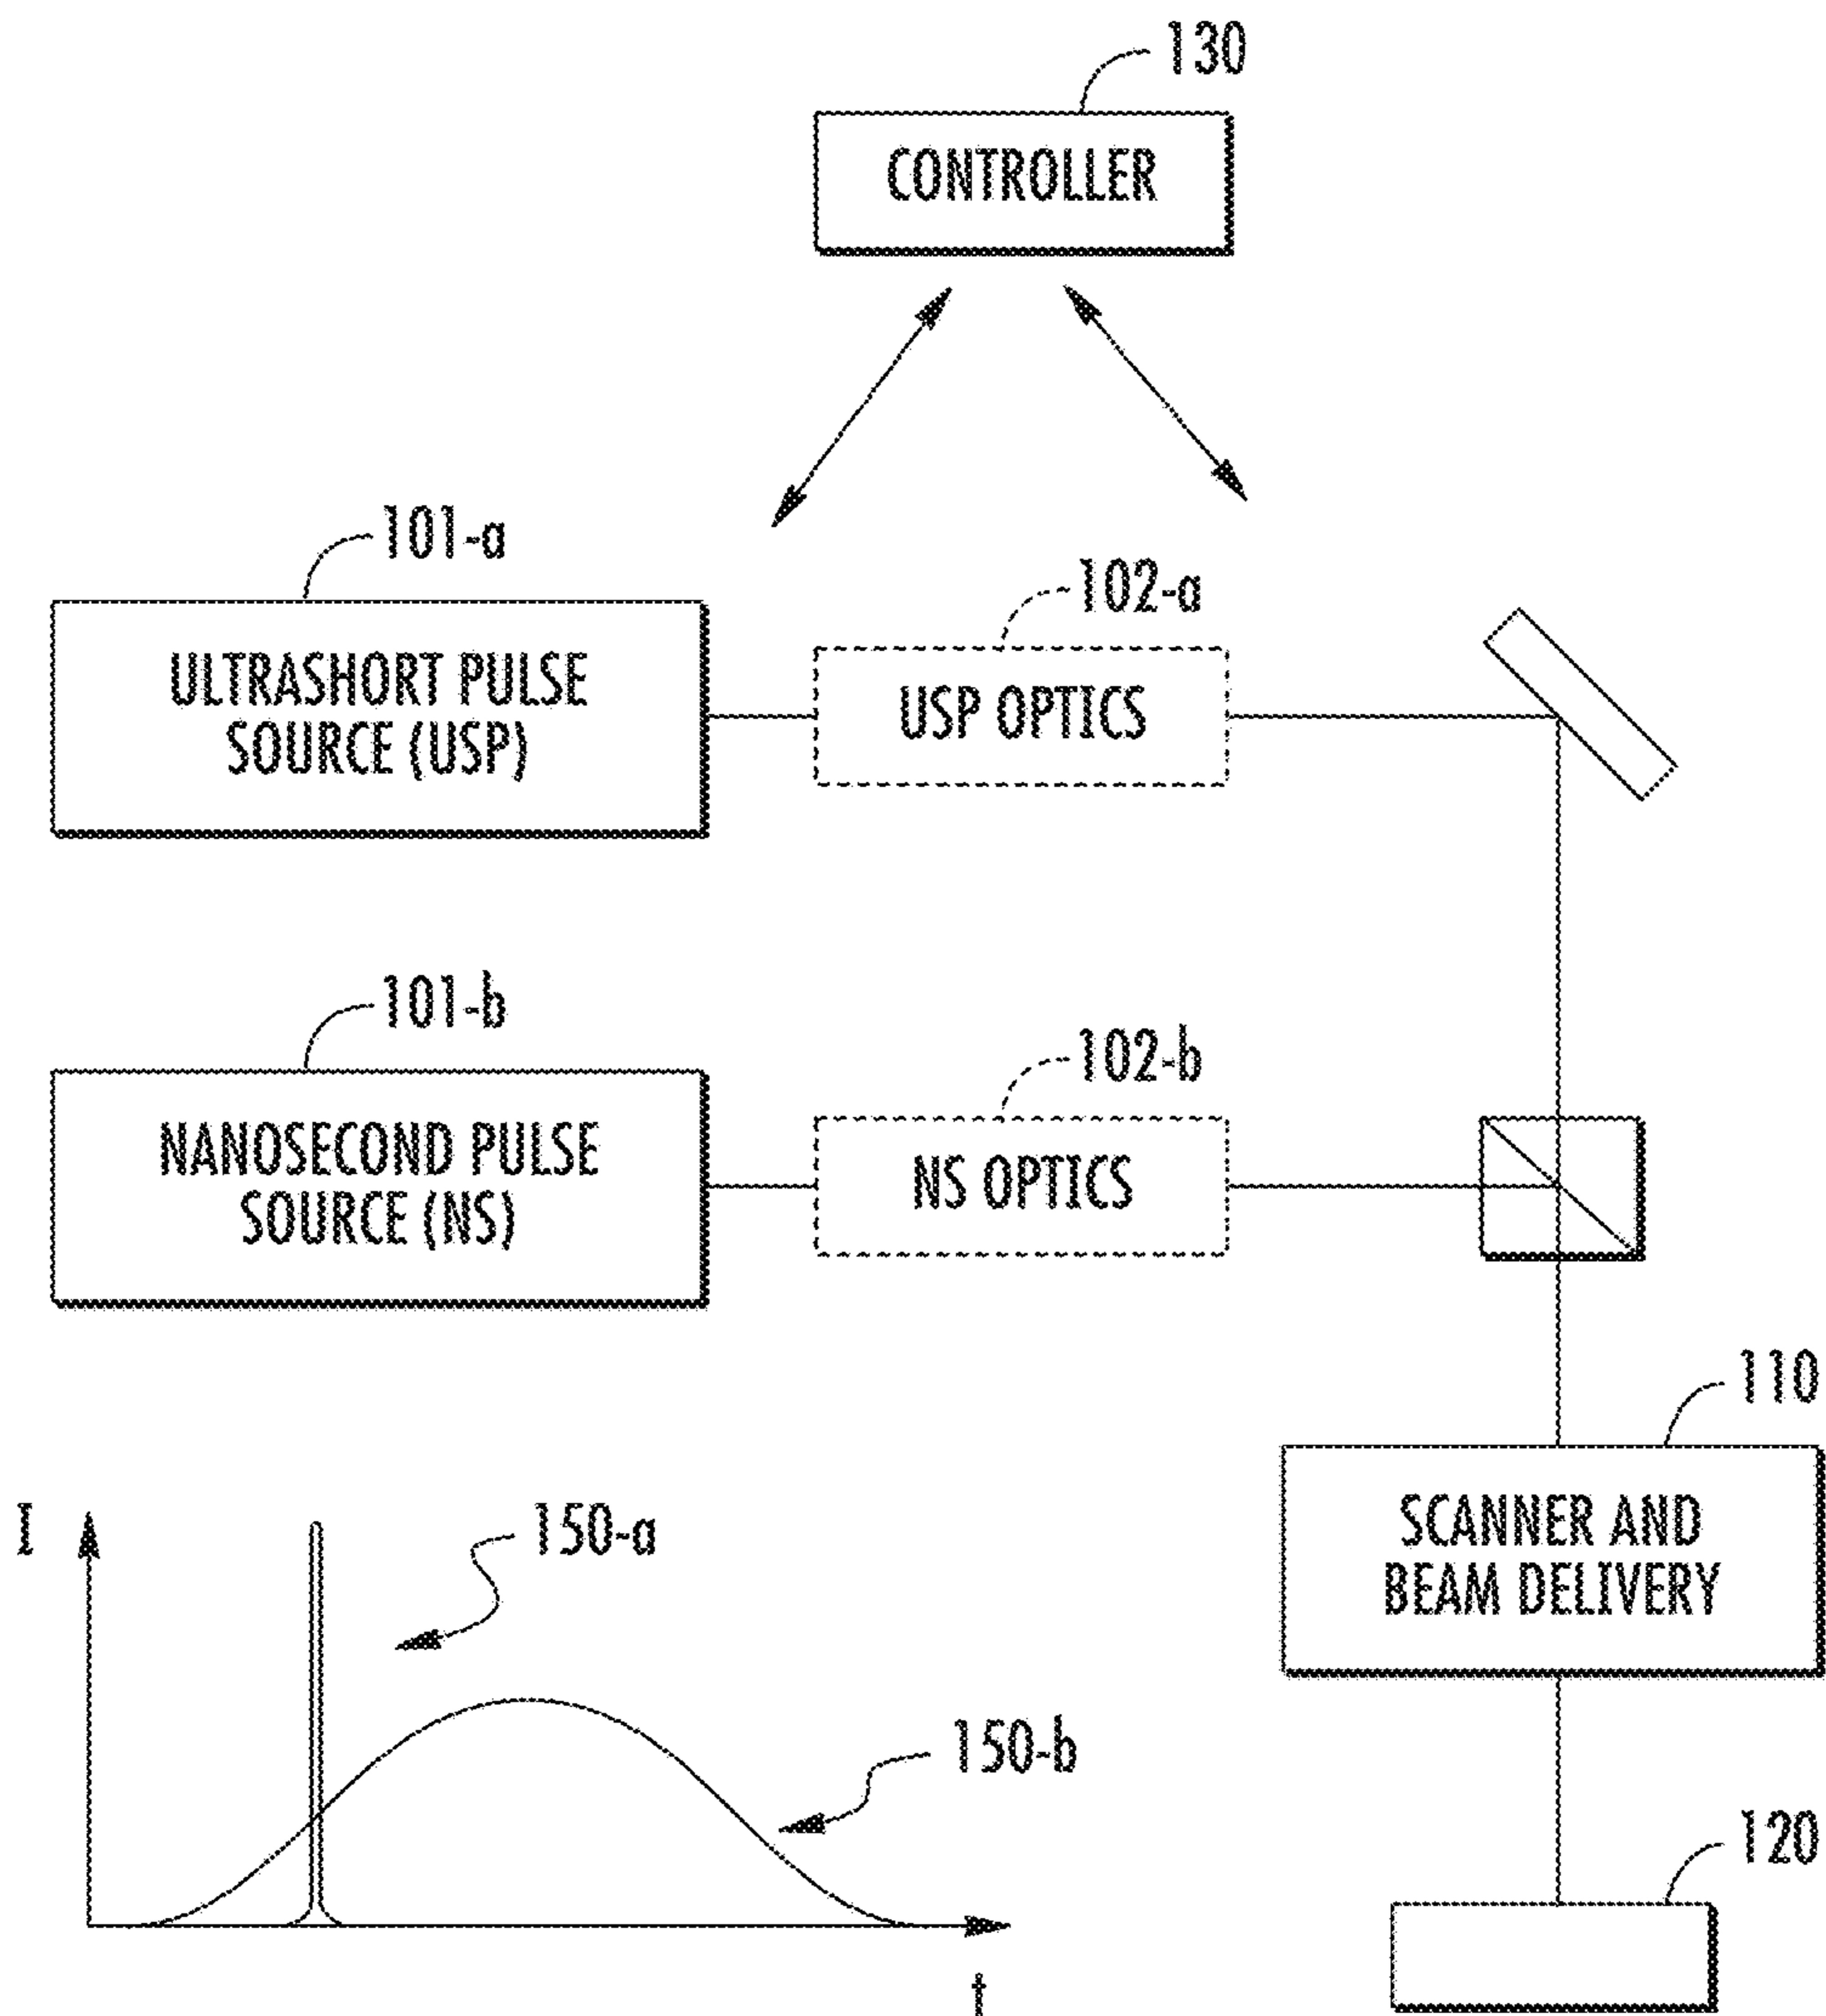 130
CONTROLLER
101-a
102-a
ULTRASHORT PULSE
SOURCE (USP)
USP OPTICS
101-b
102-b
NANOSECOND PULSE
SOURCE (NS)
NS OPTICS
110
SCANNER AND
BEAM DELIVERY
I
150-a
150-b
120
t